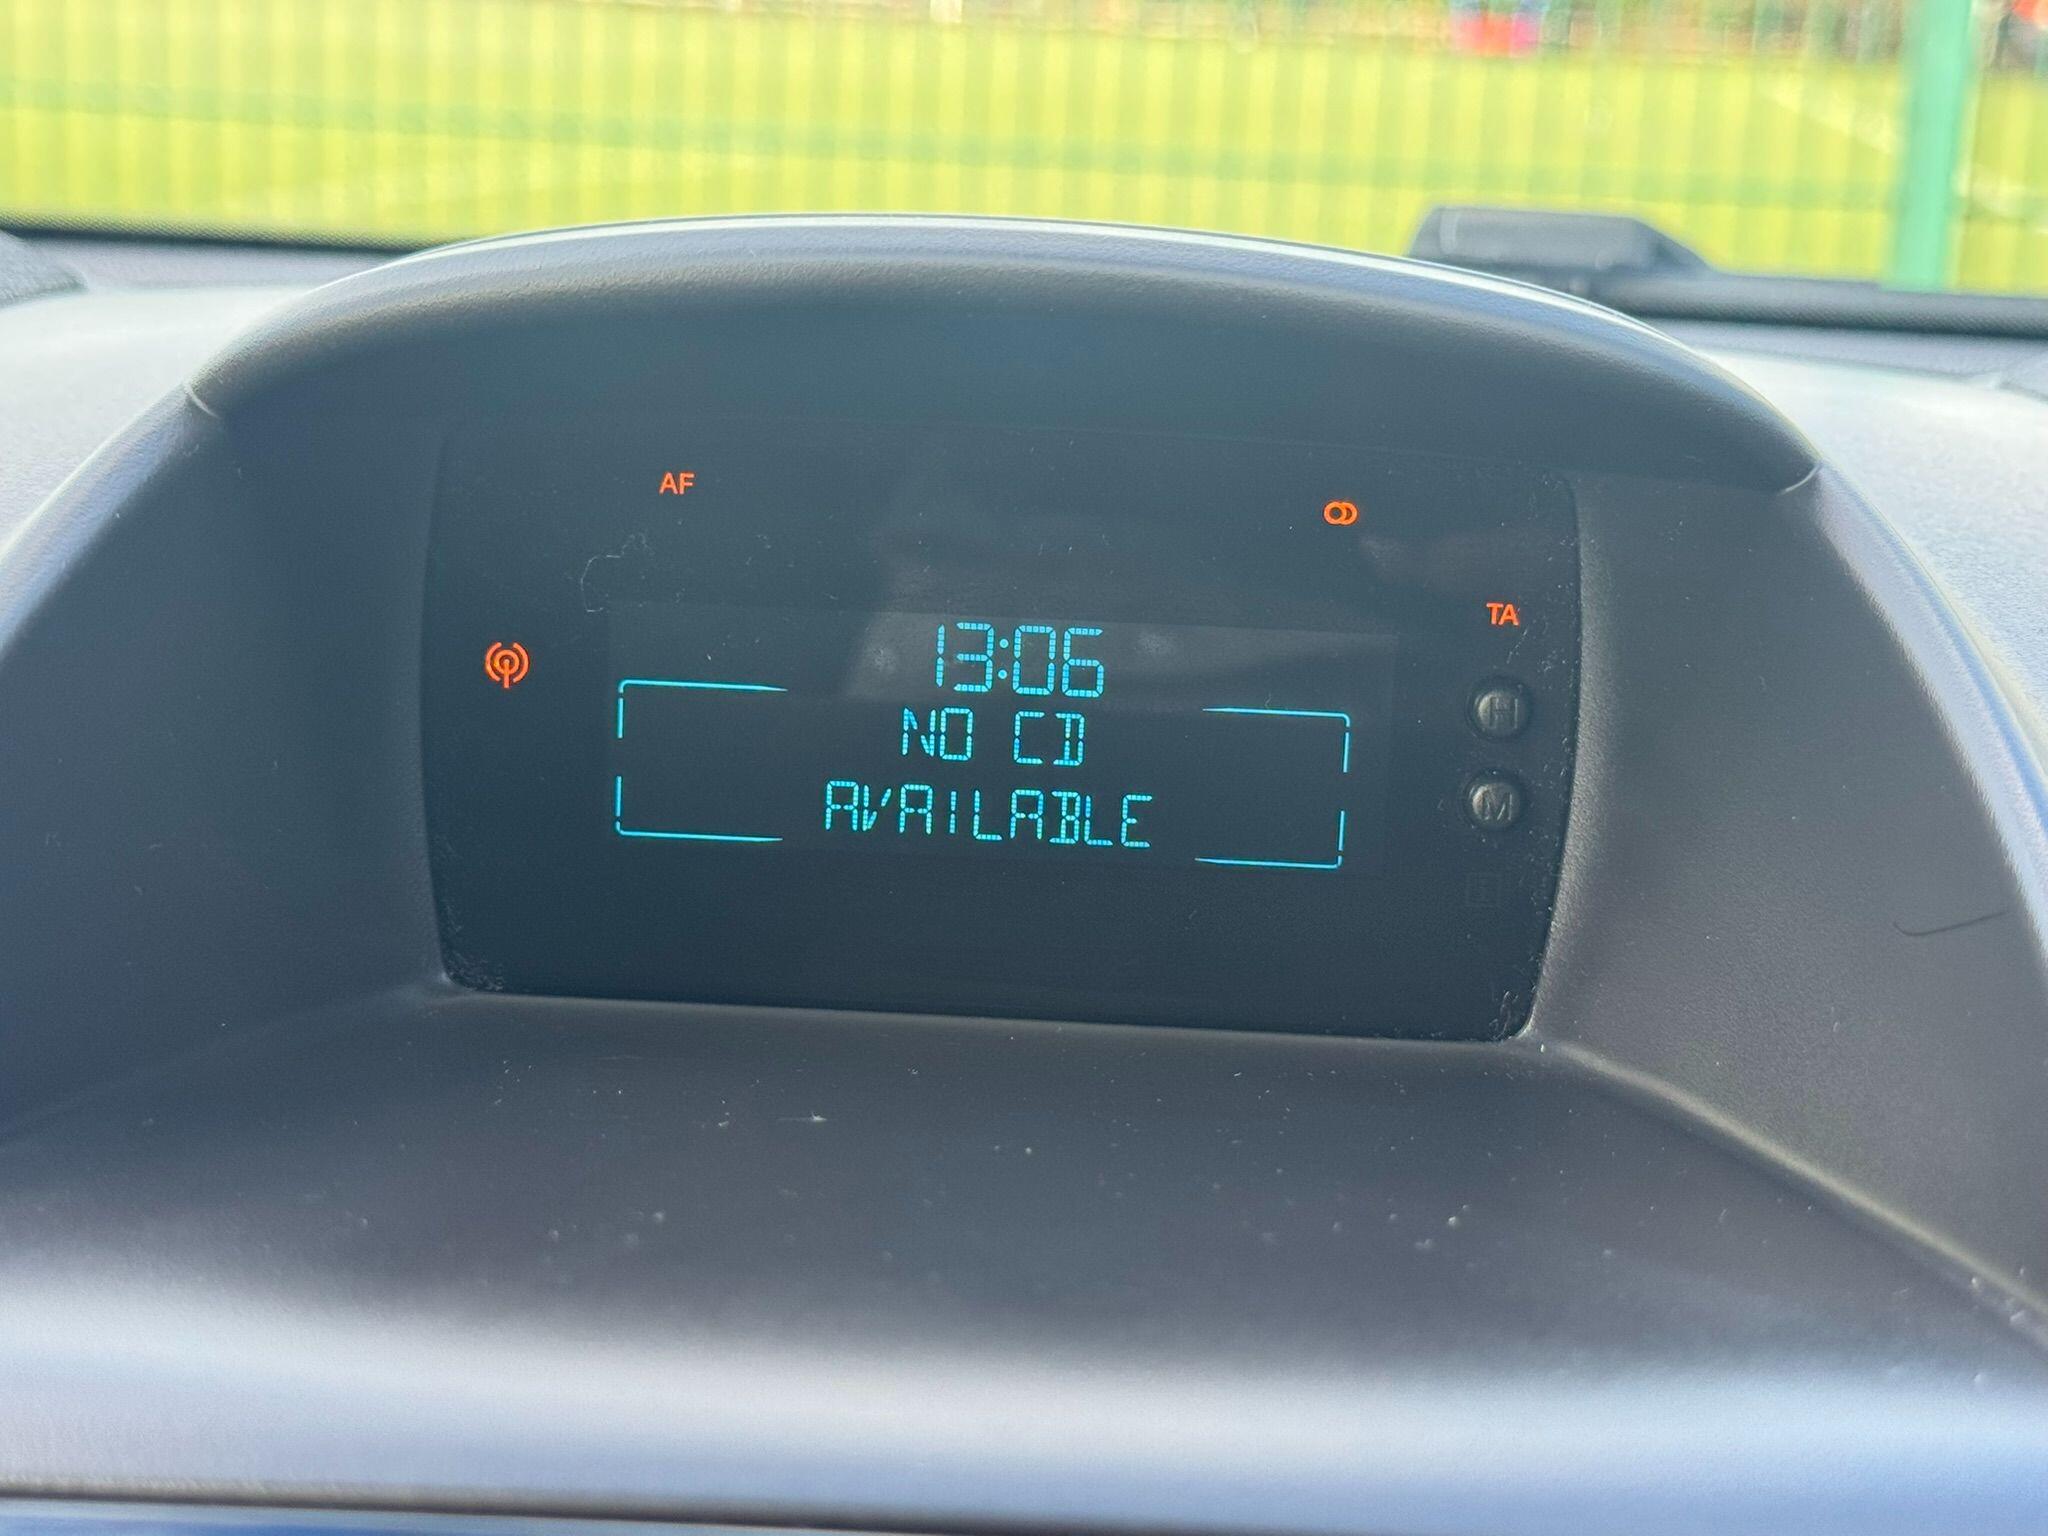 AF
TA
13:06
H
NO CD
M
AVAILABLE